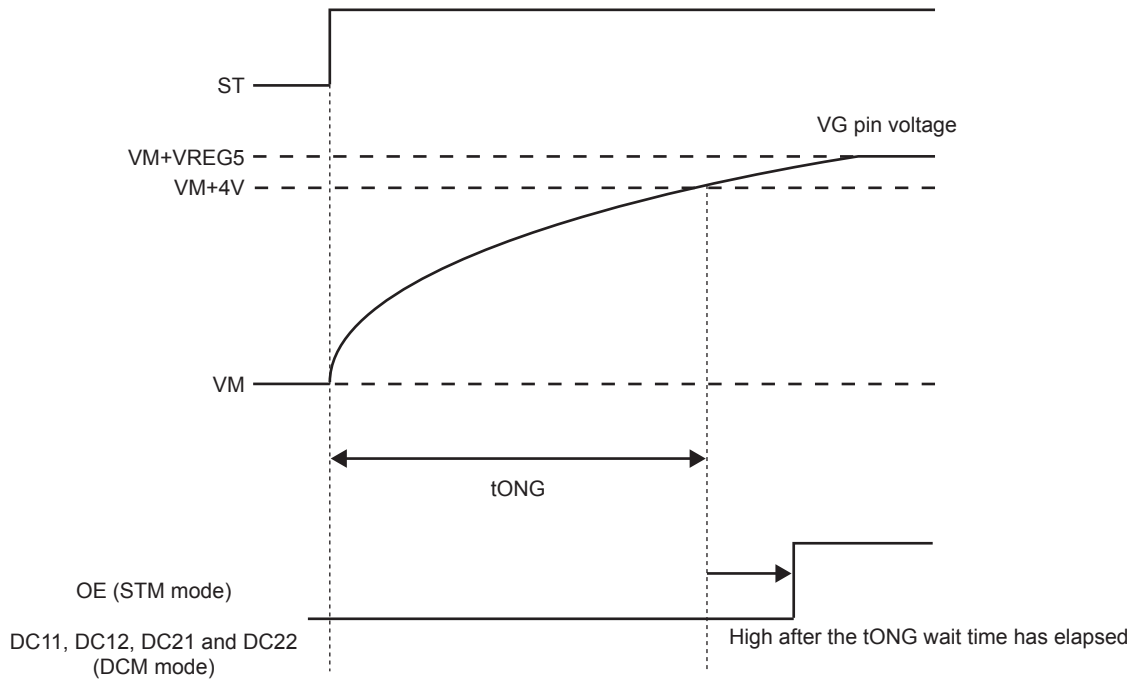 ST
VG pin voltage
VM+VREG5
VM+4V
VM
tONG
OE (STM mode)
DC11, DC12, DC21 and DC22
(DCM mode)
High after the tONG wait time has elapsed